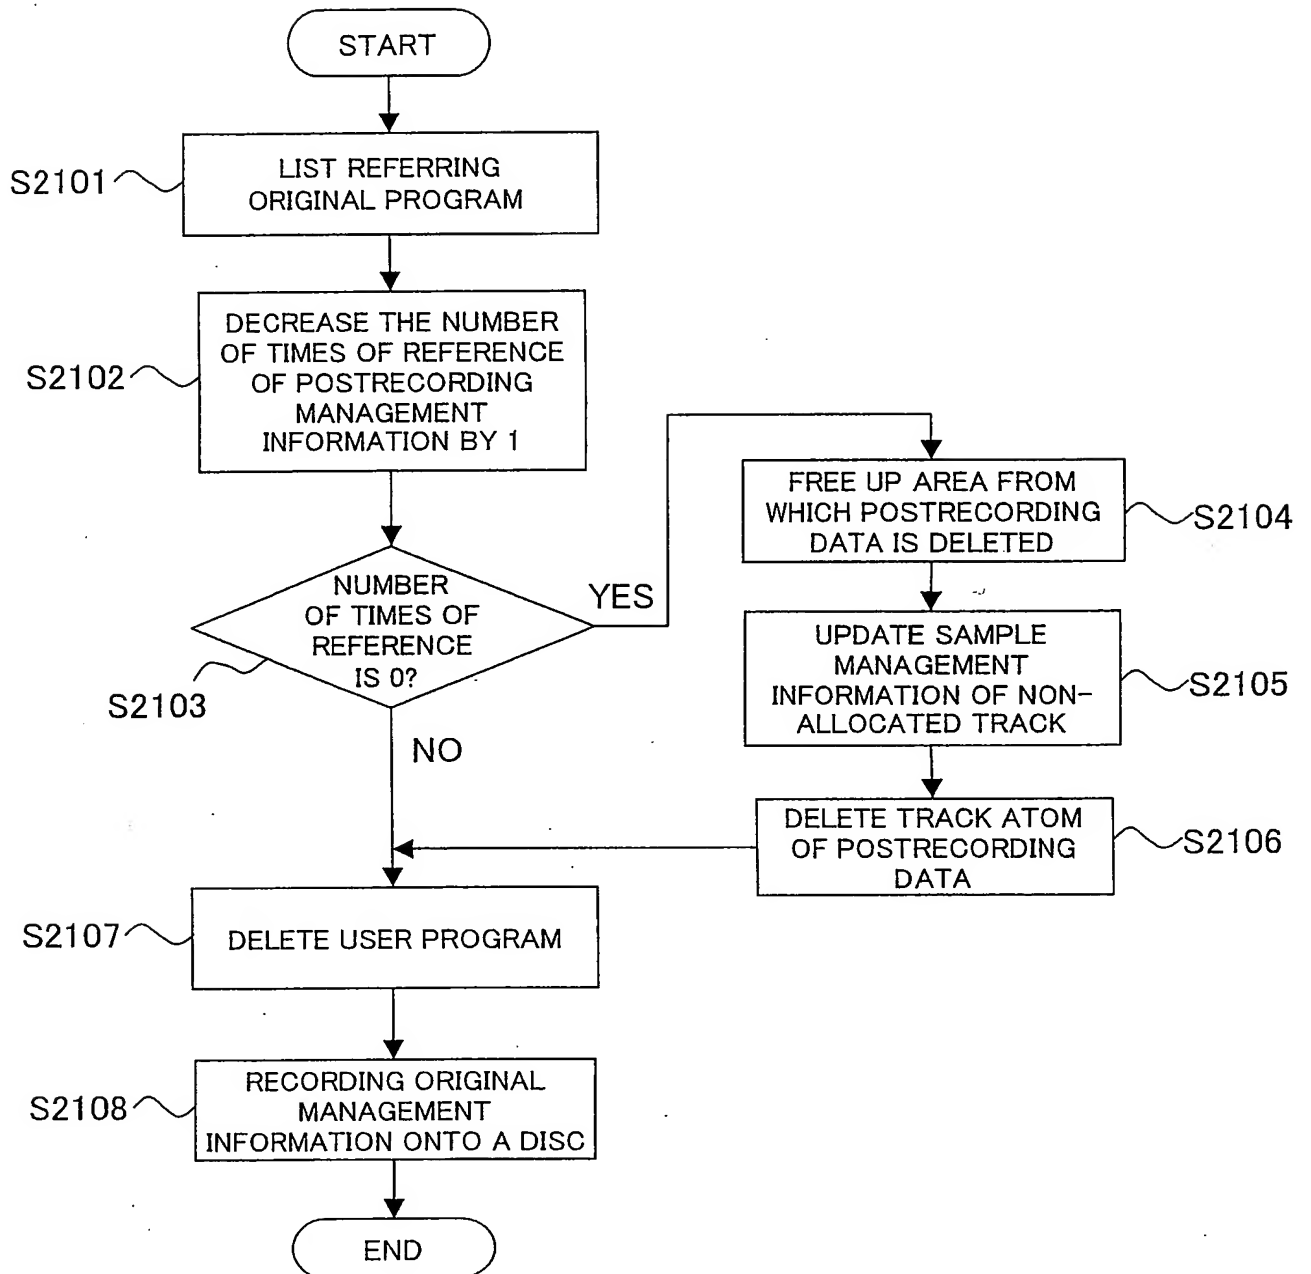 START
S2101
LIST REFERRING
ORIGINAL PROGRAM
S2102
DECREASE THE NUMBER
OF TIMES OF REFERENCE
OF POSTRECORDING
MANAGEMENT
INFORMATION BY 1
S2103
NUMBER
OF TIMES OF
REFERENCE
IS 0?
YES
NO
FREE UP AREA FROM
WHICH POSTRECORDING
DATA IS DELETED
S2104
UPDATE SAMPLE
MANAGEMENT
INFORMATION OF NON-
ALLOCATED TRACK
S2105
DELETE TRACK ATOM
OF POSTRECORDING
DATA
S2106
S2107
DELETE USER PROGRAM
S2108
RECORDING ORIGINAL
MANAGEMENT
INFORMATION ONTO A DISC
END